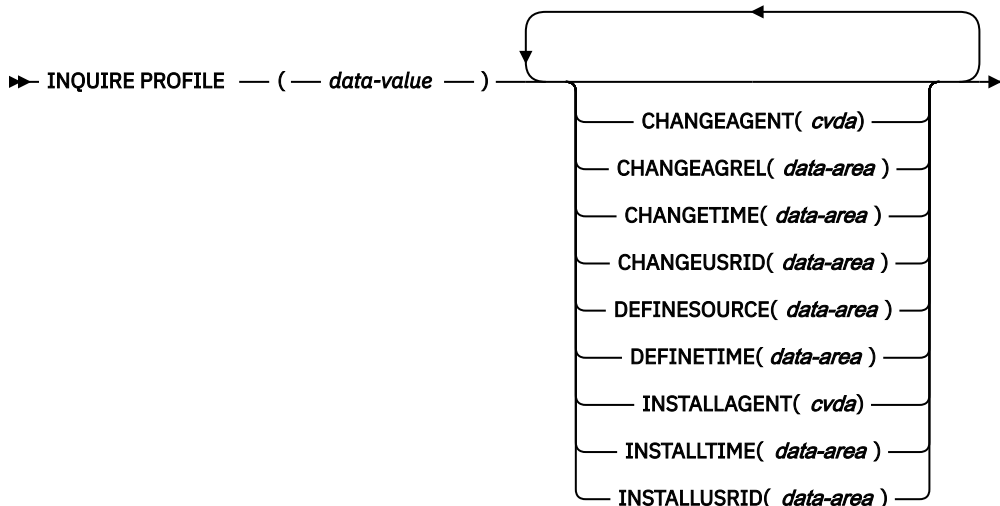 INQUIRE PROFILE ( data-value )
CHANGEAGENT( cvda)
CHANGEAGREL( data-area )
CHANGETIME( data-area )
CHANGEUSRID( data-area )
DEFINESOURCE( data-area )
DEFINETIME( data-area )
INSTALLAGENT( cvda)
INSTALLTIME( data-area )
INSTALLUSRID( data-area )